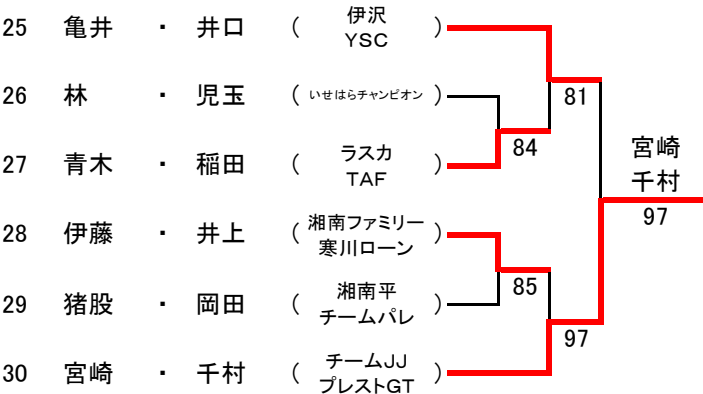 25 亀井 ・ 井口 ( 伊沢 YSC )
81
26 林 ・ 児玉 ( いせはらチャンピオン )
84
27 青木 ・ 稲田 ( ラスカ TAF )
宮崎
千村
97
28 伊藤 ・ 井上 ( 湘南ファミリー 寒川ローン )
85
29 猪股 ・ 岡田 ( 湘南平 チームパレ )
97
30 宮崎 ・ 千村 ( チームJJ プレストGT )